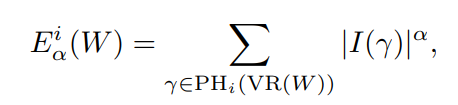 E^i_α(W) = ∑_{γ∈PH_i(VR(W))} |I(γ)|^α,